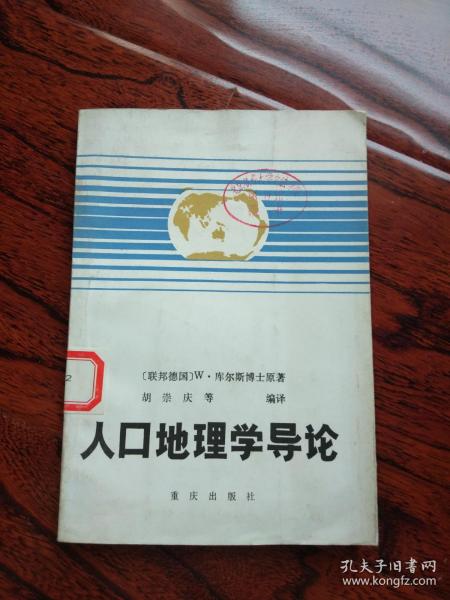 〔联邦德国〕W·库尔斯博士原著
胡崇庆等 编译
2
人口地理学导论
重庆出版社
孔夫子旧书网
www.kongfz.com